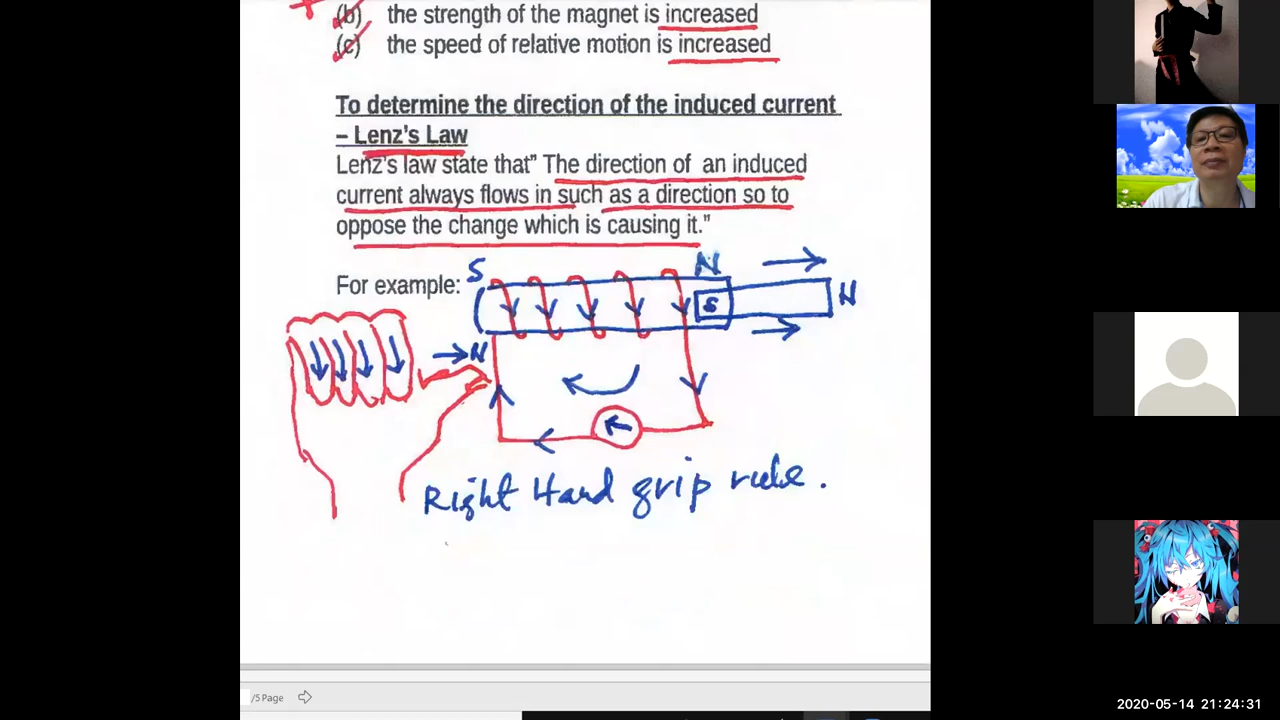 (b) the strength of the magnet is increased
(c) the speed of relative motion is increased
To determine the direction of the induced current
– Lenz's Law
Lenz's law state that" The direction of an induced
current always flows in such as a direction so to
oppose the change which is causing it."
For example:
S
N
S
N
N
Right Hand grip rule.
/5 Page
2020-05-14 21:24:31